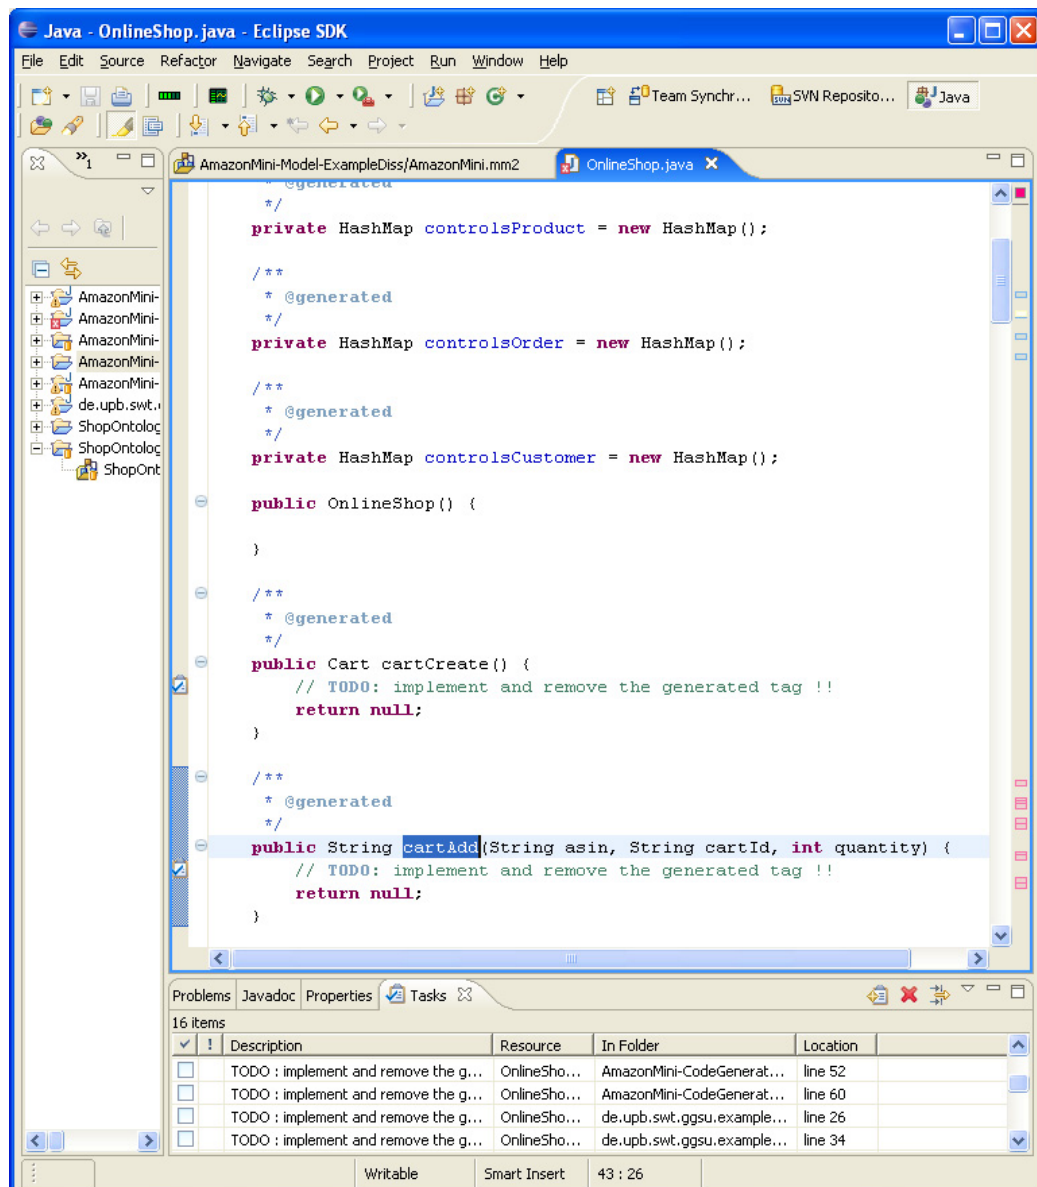 Java - OnlineShop.java - Eclipse SDK
File Edit Source Refactor Navigate Search Project Run Window Help
Team Synchr... SVN Reposito... Java
AmazonMini-Model-ExampleDiss/AmazonMini.mm2 OnlineShop.java
* @generated
*/
private HashMap controlsProduct = new HashMap();
/**
* @generated
*/
private HashMap controlsOrder = new HashMap();
/**
* @generated
*/
private HashMap controlsCustomer = new HashMap();
public OnlineShop() {
}
/**
* @generated
*/
public Cart cartCreate() {
// TODO: implement and remove the generated tag !!
return null;
}
/**
* @generated
*/
public String cartAdd(String asin, String cartId, int quantity) {
// TODO: implement and remove the generated tag !!
return null;
}
AmazonMini-
AmazonMini-
AmazonMini-
AmazonMini-
AmazonMini-
de.upb.swt.
ShopOntolog
ShopOntolog
ShopOnt
Problems Javadoc Properties Tasks
16 items
! Description Resource In Folder Location
TODO : implement and remove the g... OnlineSho... AmazonMini-CodeGenerat... line 52
TODO : implement and remove the g... OnlineSho... AmazonMini-CodeGenerat... line 60
TODO : implement and remove the g... OnlineSho... de.upb.swt.ggsu.example... line 26
TODO : implement and remove the g... OnlineSho... de.upb.swt.ggsu.example... line 34
Writable Smart Insert 43 : 26